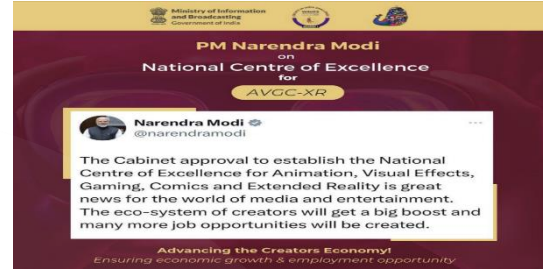 Ministry of Information
and Broadcasting
Government of India
PM Narendra Modi
on
National Centre of Excellence
for
AVGC-XR
Narendra Modi
@narendramodi
The Cabinet approval to establish the National
Centre of Excellence for Animation, Visual Effects,
Gaming, Comics and Extended Reality is great
news for the world of media and entertainment.
The eco-system of creators will get a big boost and
many more job opportunities will be created.
Advancing the Creators Economy!
Ensuring economic growth & employment opportunity